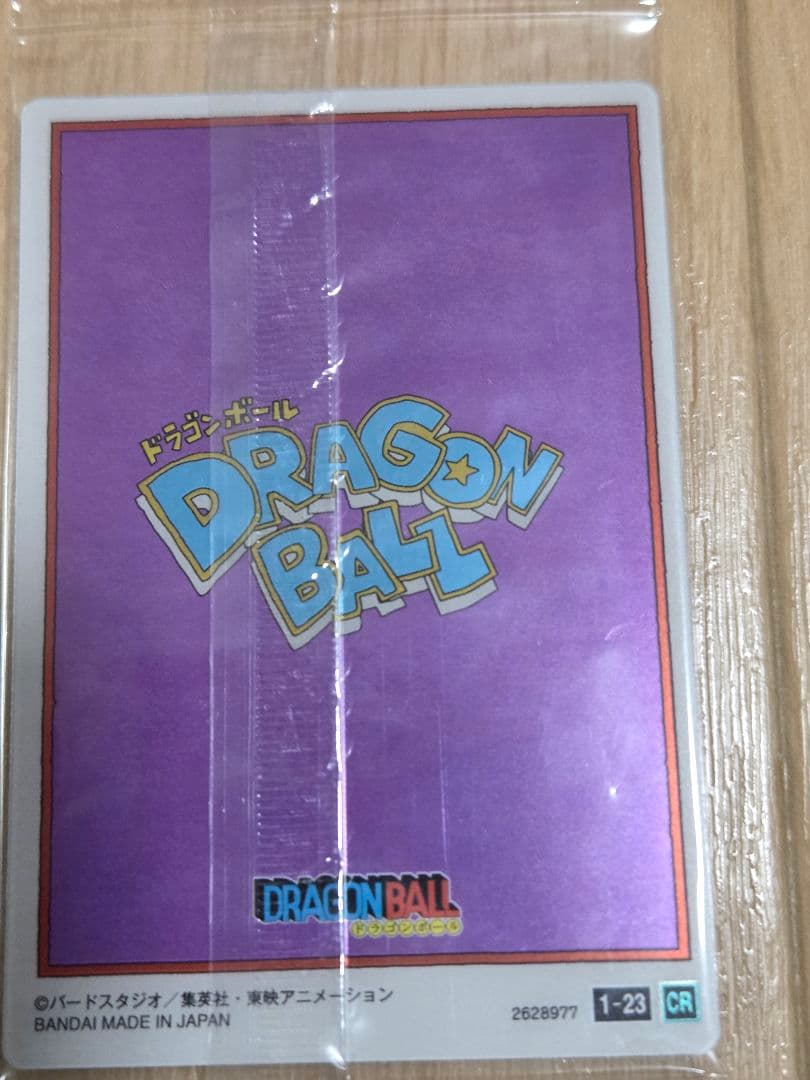 ドラゴンボール
DRAGON
BALL
DRAGON BALL
ドラゴンボール
©バードスタジオ／集英社・東映アニメーション
BANDAI MADE IN JAPAN
2628977 1-23 CR